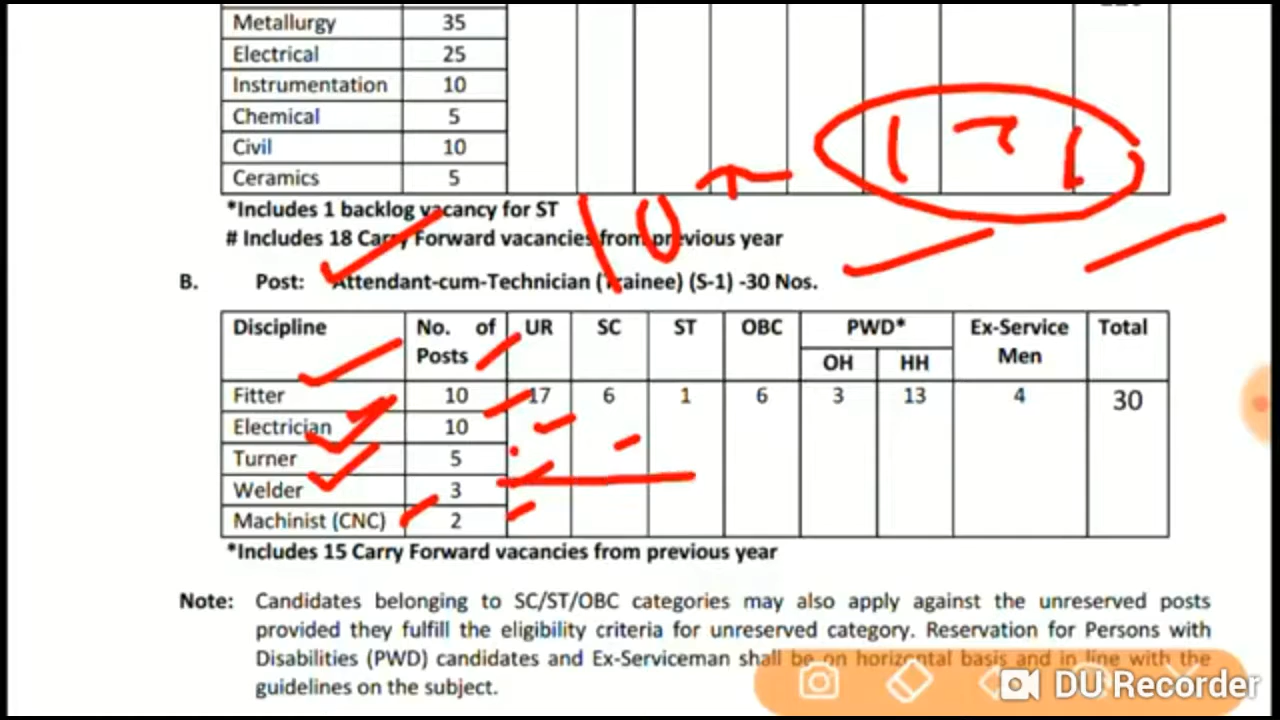 Metallurgy 35
Electrical 25
Instrumentation 10
Chemical 5
Civil 10
Ceramics 5
*Includes 1 backlog vacancy for ST
# Includes 18 Carry Forward vacancies from previous year
B. Post: Attendant-cum-Technician (Trainee) (S-1) -30 Nos.
Discipline No. of Posts UR SC ST OBC PWD* OH HH Ex-Service Men Total
Fitter 10 17 6 1 6 3 13 4 30
Electrician 10
Turner 5
Welder 3
Machinist (CNC) 2
*Includes 15 Carry Forward vacancies from previous year
Note: Candidates belonging to SC/ST/OBC categories may also apply against the unreserved posts
provided they fulfill the eligibility criteria for unreserved category. Reservation for Persons with
Disabilities (PWD) candidates and Ex-Serviceman shall be on horizontal basis and in line with the
guidelines on the subject.
DU Recorder